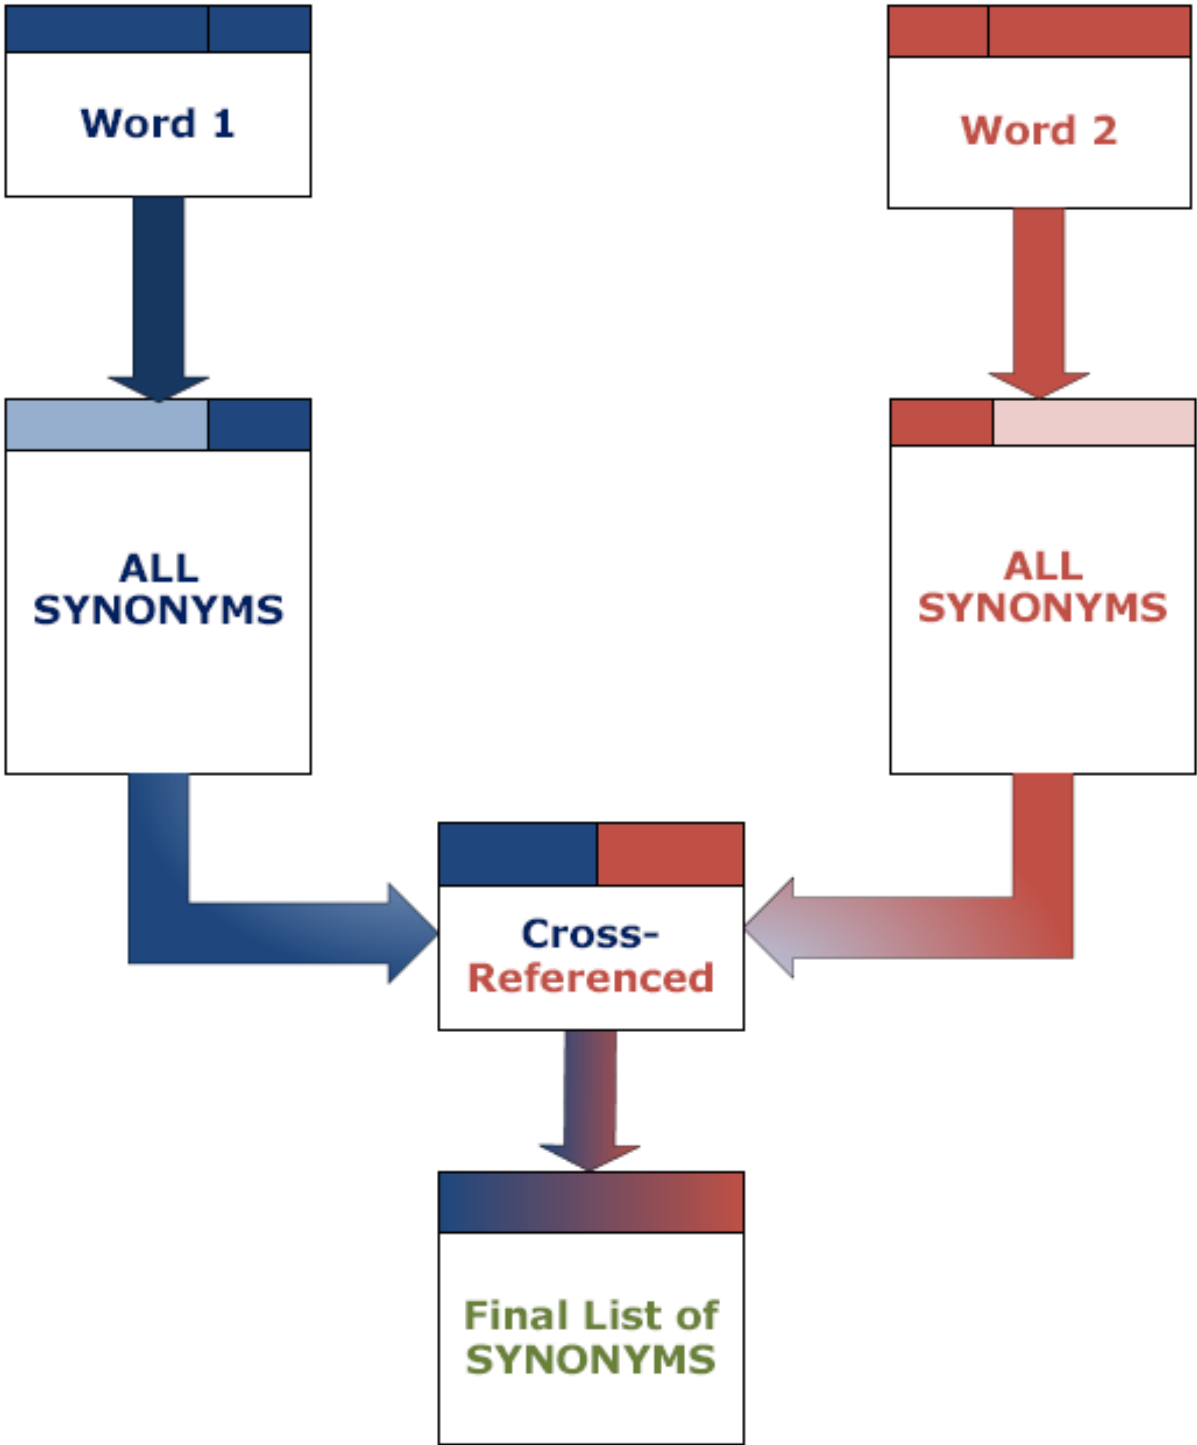 Word 1
Word 2
ALL
SYNONYMS
ALL
SYNONYMS
Cross-
Referenced
Final List of
SYNONYMS